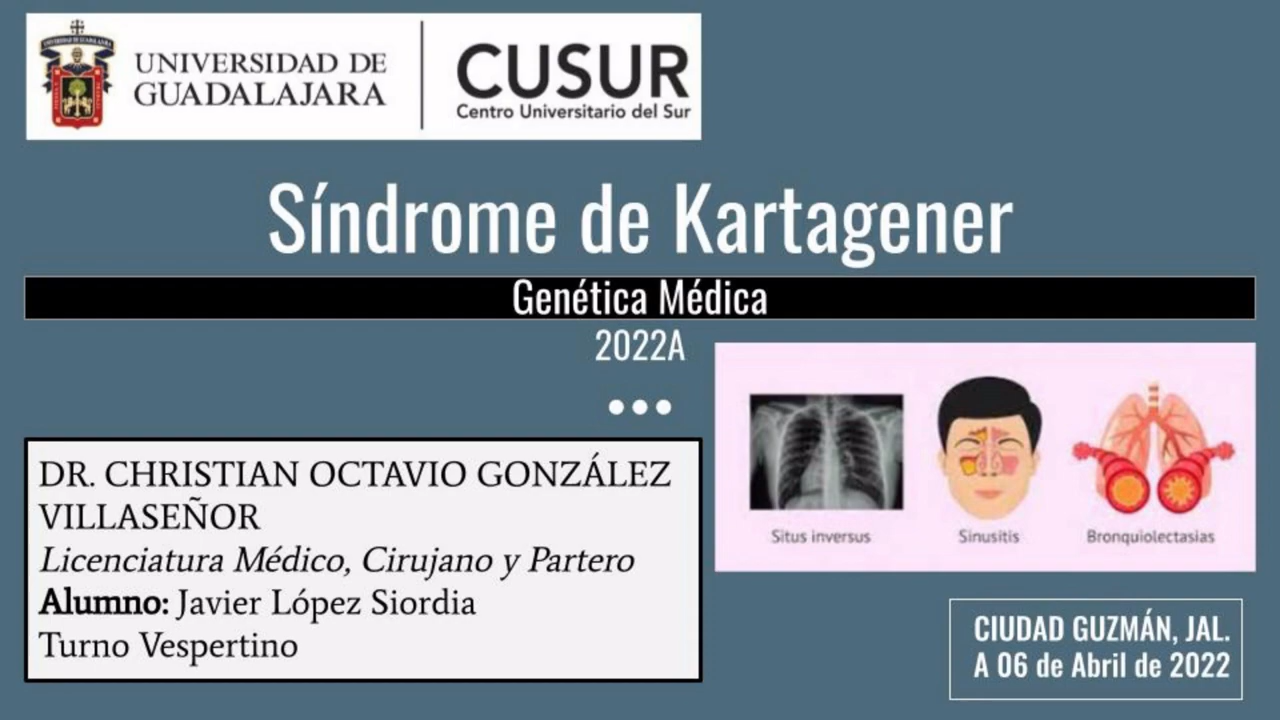 UNIVERSIDAD DE
GUADALAJARA
CUSUR
Centro Universitario del Sur
Síndrome de Kartagener
Genética Médica
2022A
DR. CHRISTIAN OCTAVIO GONZÁLEZ
VILLASEÑOR
Licenciatura Médico, Cirujano y Partero
Alumno: Javier López Siordia
Turno Vespertino
Situs inversus
Sinusitis
Bronquiolectasias
CIUDAD GUZMÁN, JAL.
A 06 de Abril de 2022